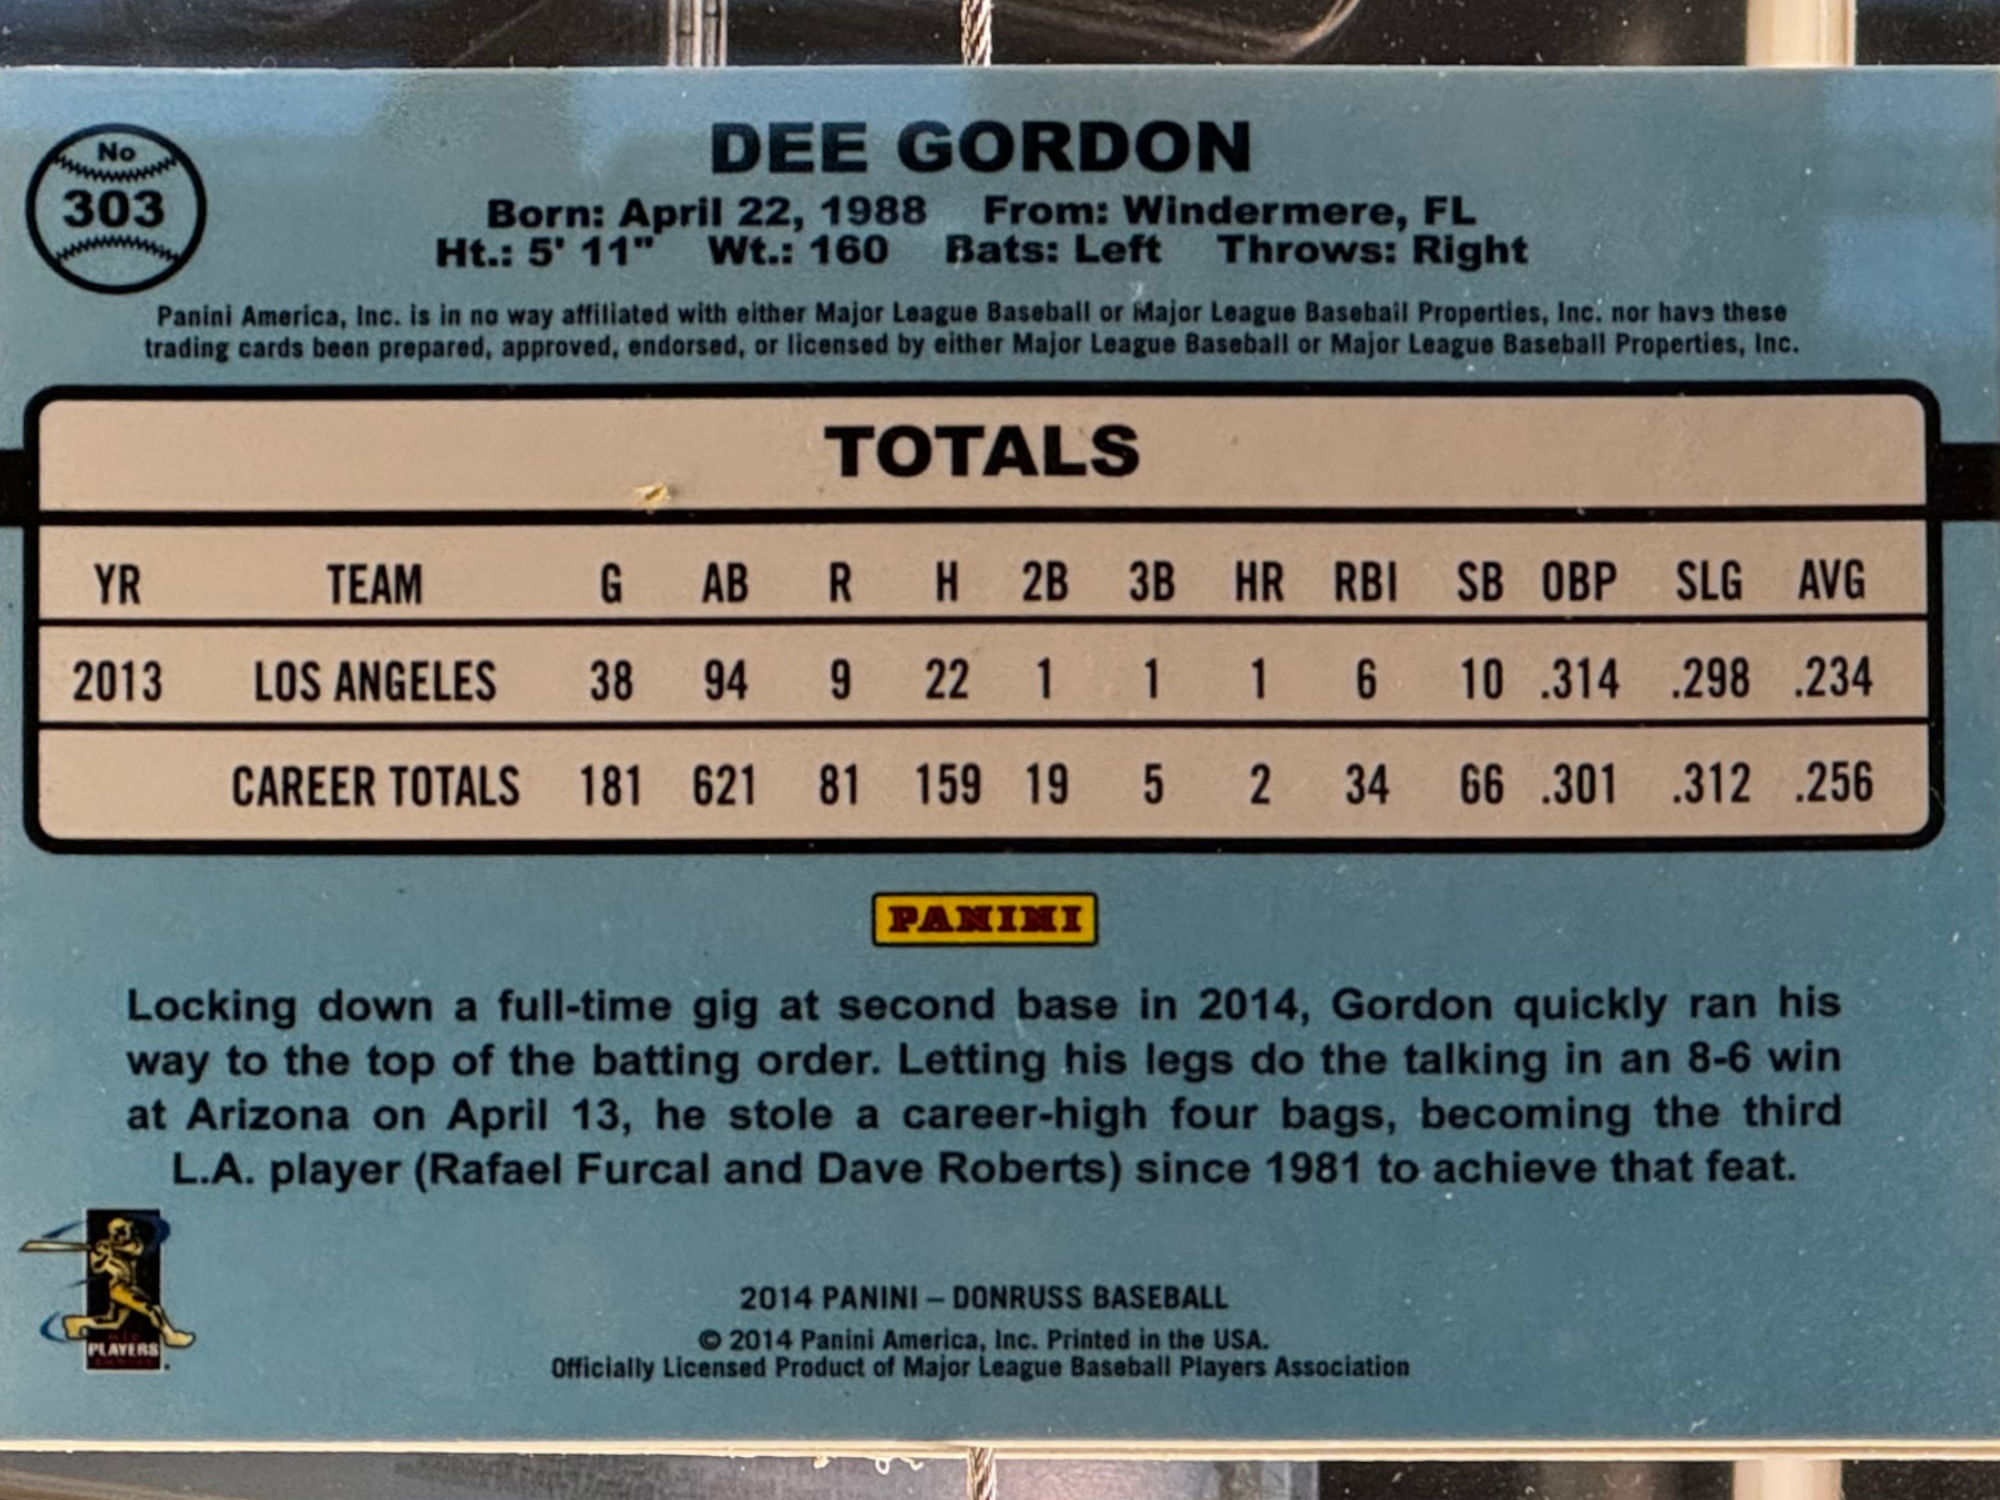 No
303
DEE GORDON
Born: April 22, 1988 From: Windermere, FL
Ht.: 5' 11" Wt.: 160 Bats: Left Throws: Right
Panini America, Inc. is in no way affiliated with either Major League Baseball or Major League Baseball Properties, Inc. nor have these
trading cards been prepared, approved, endorsed, or licensed by either Major League Baseball or Major League Baseball Properties, Inc.
TOTALS
YR TEAM G AB R H 2B 3B HR RBI SB OBP SLG AVG
2013 LOS ANGELES 38 94 9 22 1 1 1 6 10 .314 .298 .234
CAREER TOTALS 181 621 81 159 19 5 2 34 66 .301 .312 .256
PANINI
Locking down a full-time gig at second base in 2014, Gordon quickly ran his
way to the top of the batting order. Letting his legs do the talking in an 8-6 win
at Arizona on April 13, he stole a career-high four bags, becoming the third
L.A. player (Rafael Furcal and Dave Roberts) since 1981 to achieve that feat.
PLAYERS
2014 PANINI – DONRUSS BASEBALL
© 2014 Panini America, Inc. Printed in the USA.
Officially Licensed Product of Major League Baseball Players Association